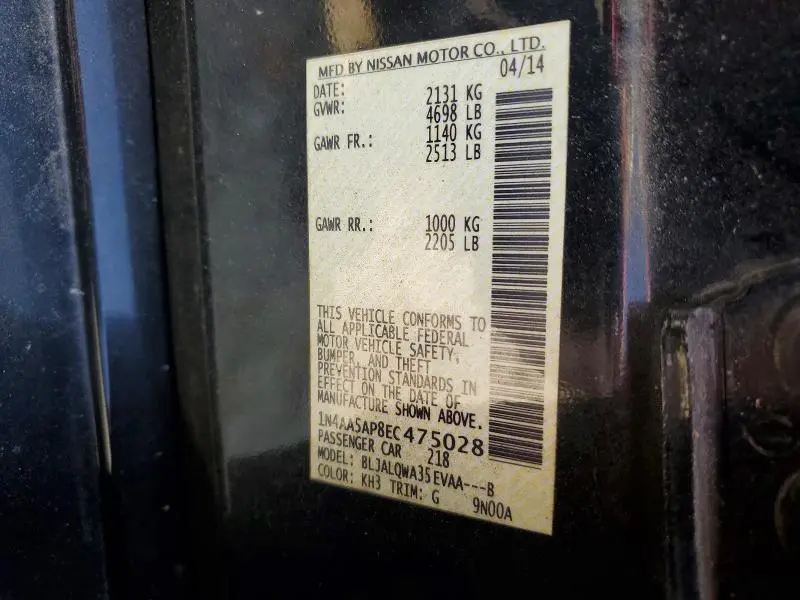 MFD BY NISSAN MOTOR CO., LTD.
DATE: 04/14
GVWR: 2131 KG
4698 LB
GAWR FR.: 1140 KG
2513 LB
GAWR RR.: 1000 KG
2205 LB
THIS VEHICLE CONFORMS TO
ALL APPLICABLE FEDERAL
MOTOR VEHICLE SAFETY,
BUMPER, AND THEFT
PREVENTION STANDARDS IN
EFFECT ON THE DATE OF
MANUFACTURE SHOWN ABOVE.
1N4AA5AP8EC475028
PASSENGER CAR 218
MODEL: BLJALQWA35EVAA---B
COLOR: KH3 TRIM: G 9N00A